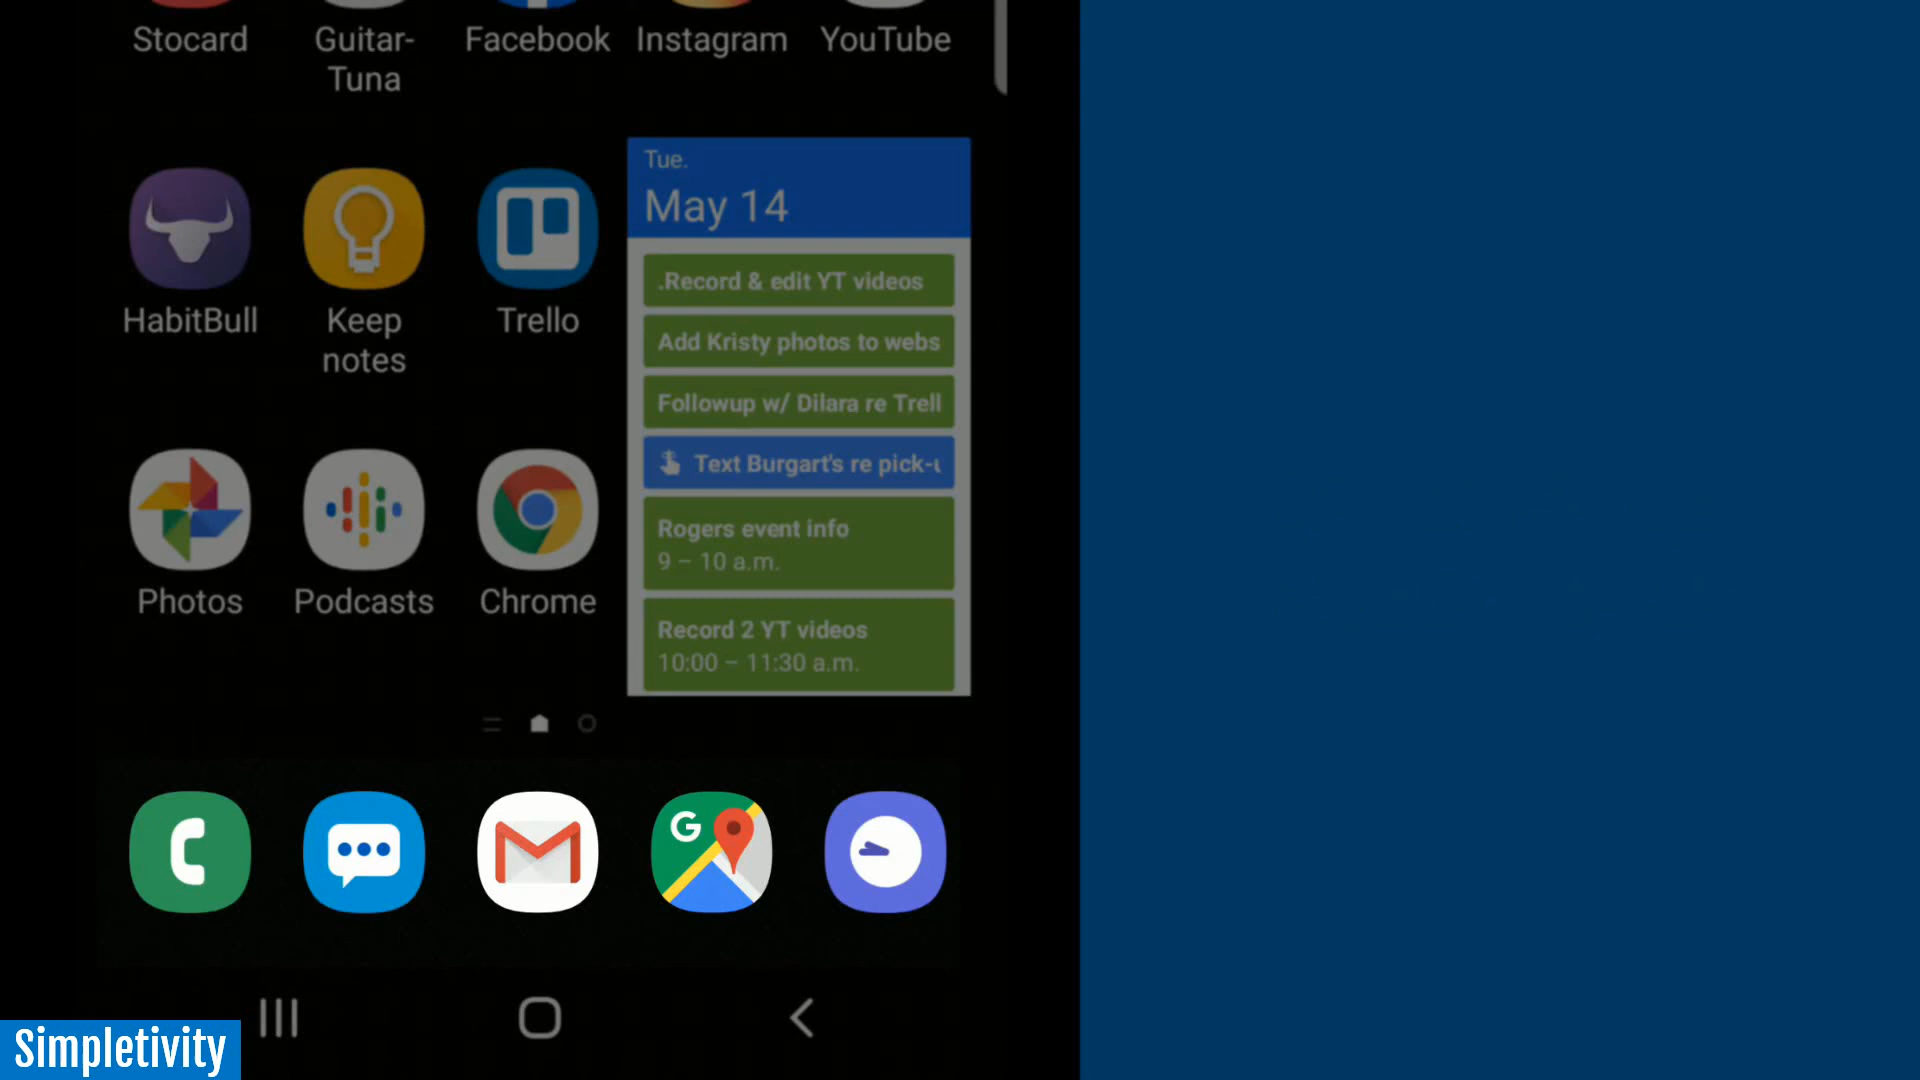 Stocard
Guitar-
Tuna
Facebook
Instagram
YouTube
Tue.
May 14
.Record & edit YT videos
Add Kristy photos to webs
Followup w/ Dilara re Trell
Text Burgart's re pick-u
Rogers event info
9 – 10 a.m.
Record 2 YT videos
10:00 – 11:30 a.m.
HabitBull
Keep
notes
Trello
Photos
Podcasts
Chrome
G
Simpletivity